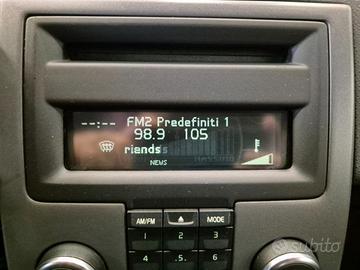 --:-- FM2 Predefiniti 1
98.9 105
riends
NEWS
AM/FM MODE
1 2 3
4 .5. 6
subito